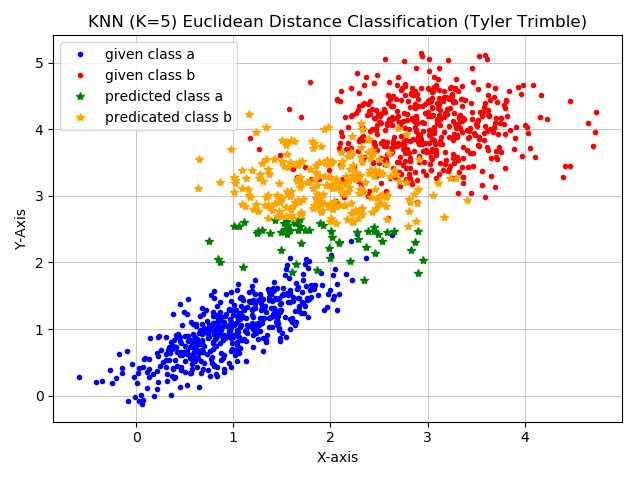 KNN (K=5) Euclidean Distance Classification (Tyler Trimble)
given class a
given class b
predicted class a
predicated class b
5
4
3
2
1
0
Y-Axis
0 1 2 3 4
X-axis